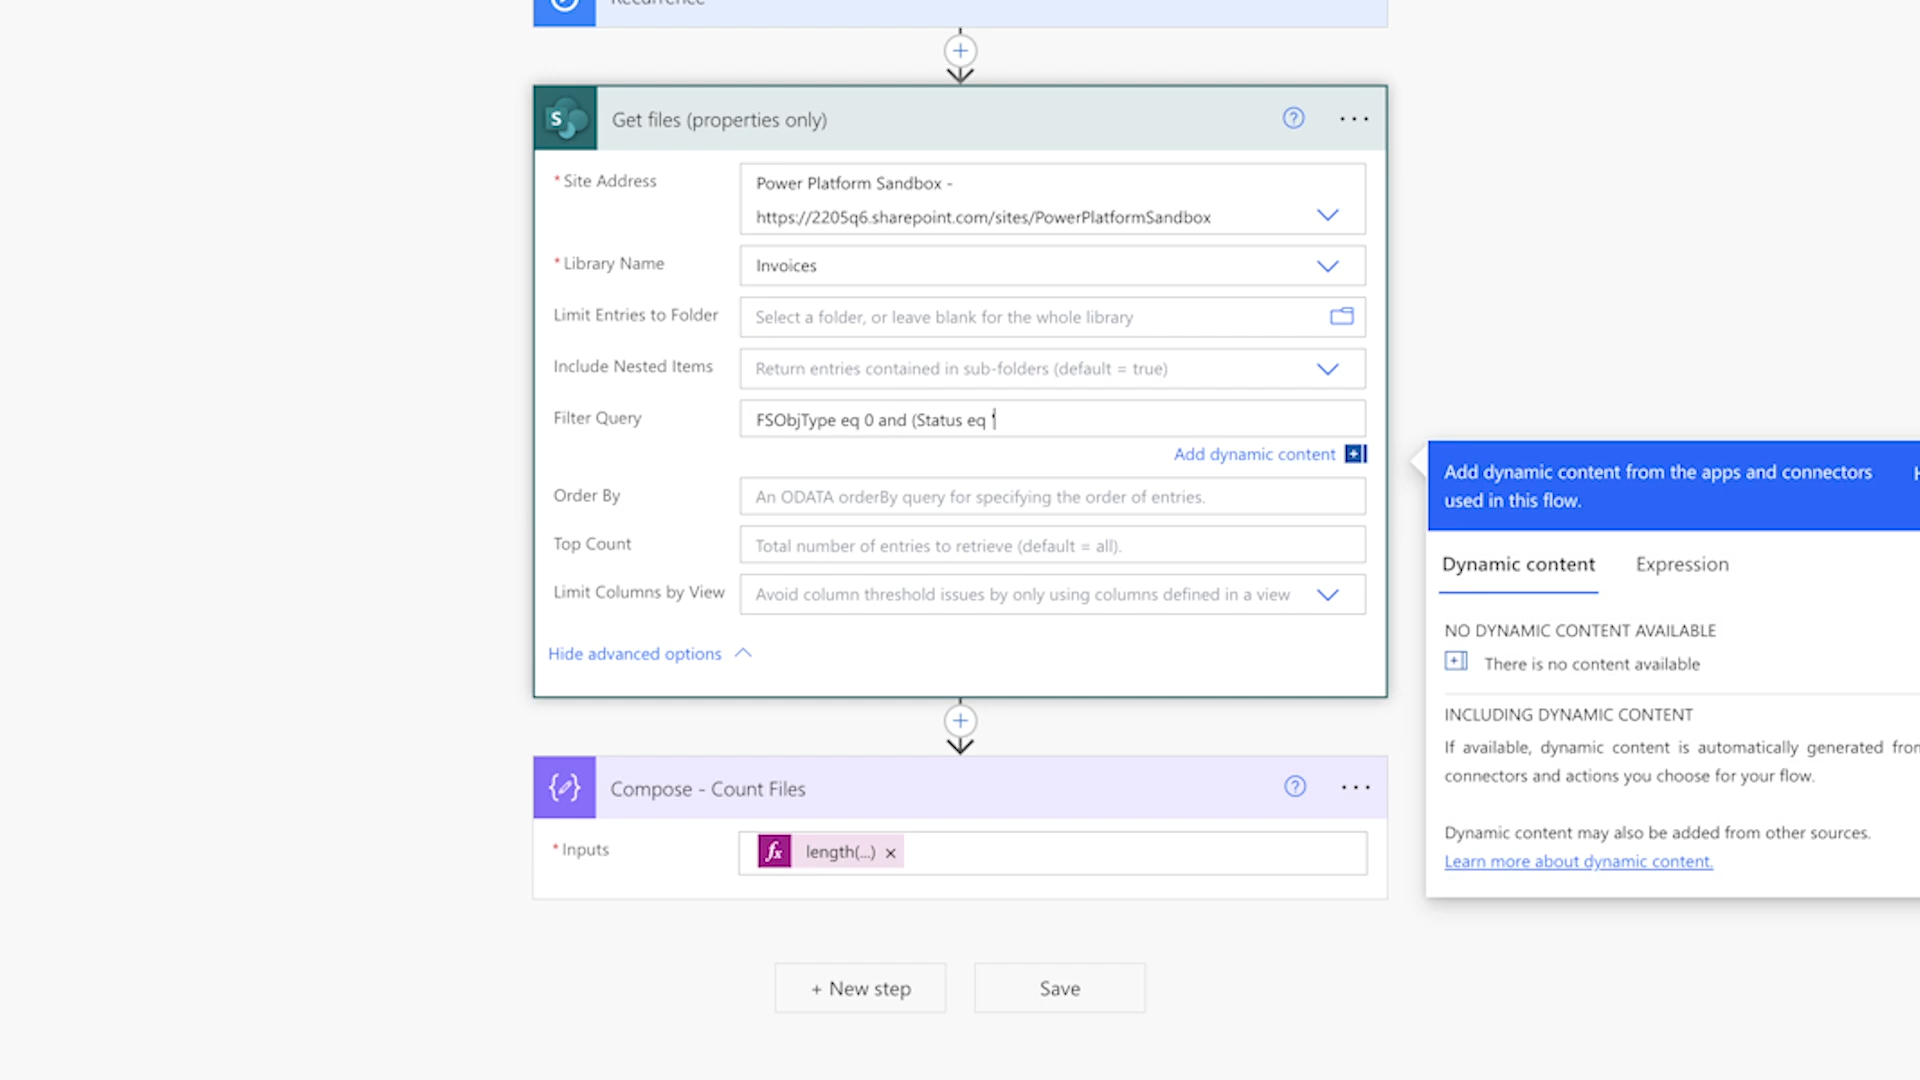 Recurrence
S
Get files (properties only)
?
...
* Site Address
Power Platform Sandbox -
https://2205q6.sharepoint.com/sites/PowerPlatformSandbox
* Library Name
Invoices
Limit Entries to Folder
Select a folder, or leave blank for the whole library
Include Nested Items
Return entries contained in sub-folders (default = true)
Filter Query
FSObjType eq 0 and (Status eq '
Add dynamic content
Order By
An ODATA orderBy query for specifying the order of entries.
Top Count
Total number of entries to retrieve (default = all).
Limit Columns by View
Avoid column threshold issues by only using columns defined in a view
Hide advanced options
Compose - Count Files
?
...
* Inputs
fx length(...) ×
+ New step
Save
Add dynamic content from the apps and connectors
used in this flow.
Dynamic content
Expression
NO DYNAMIC CONTENT AVAILABLE
There is no content available
INCLUDING DYNAMIC CONTENT
If available, dynamic content is automatically generated from
connectors and actions you choose for your flow.
Dynamic content may also be added from other sources.
Learn more about dynamic content.